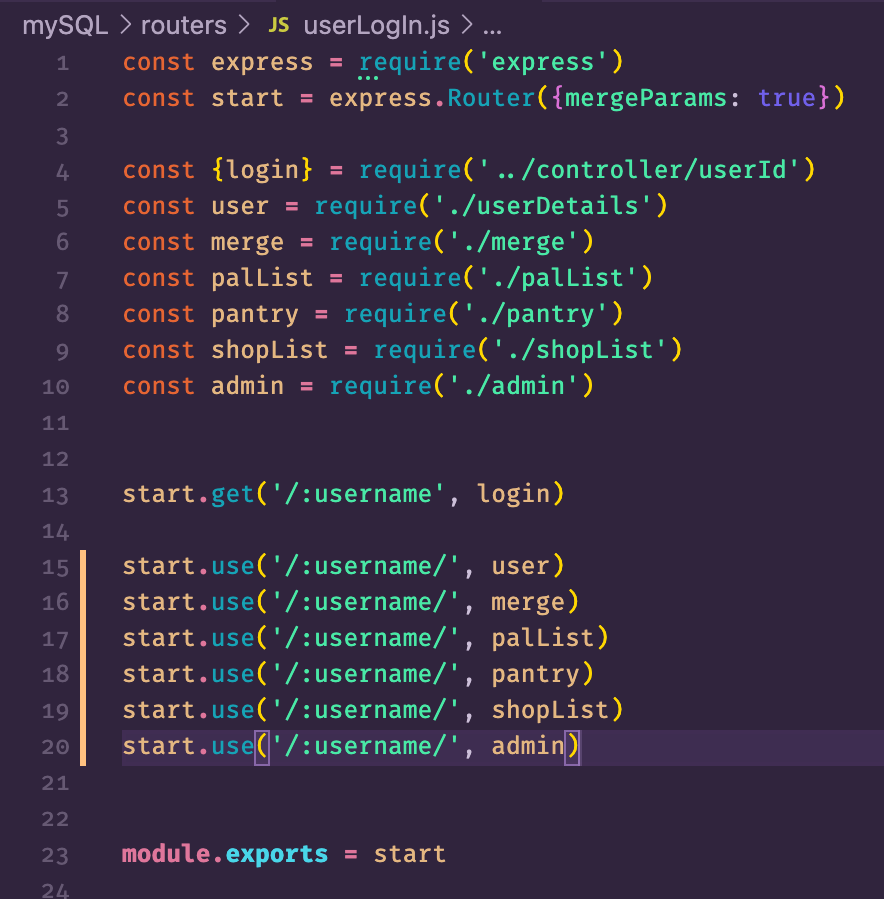 mySQL > routers > JS userLogIn.js > ...
1 const express = require('express')
2 const start = express.Router({mergeParams: true})
3
4 const {login} = require('../controller/userId')
5 const user = require('./userDetails')
6 const merge = require('./merge')
7 const palList = require('./palList')
8 const pantry = require('./pantry')
9 const shopList = require('./shopList')
10 const admin = require('./admin')
11
12
13 start.get('/:username', login)
14
15 start.use('/:username/', user)
16 start.use('/:username/', merge)
17 start.use('/:username/', palList)
18 start.use('/:username/', pantry)
19 start.use('/:username/', shopList)
20 start.use('/:username/', admin)
21
22
23 module.exports = start
24